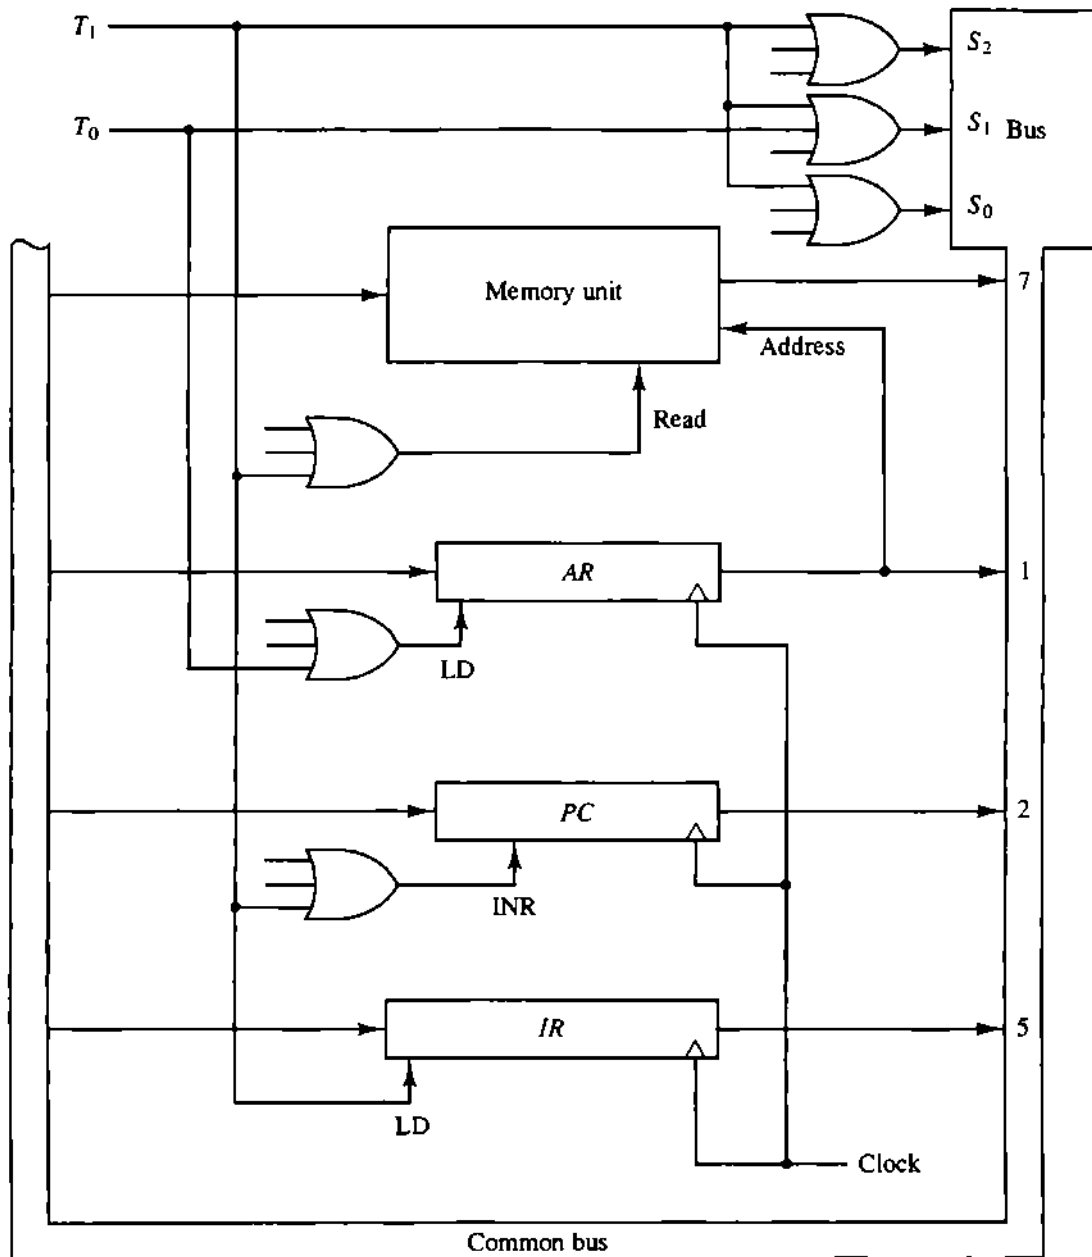 T1
S2
T0
S1 Bus
S0
Memory unit
7
Address
Read
AR
1
LD
PC
2
INR
IR
5
LD
Clock
Common bus